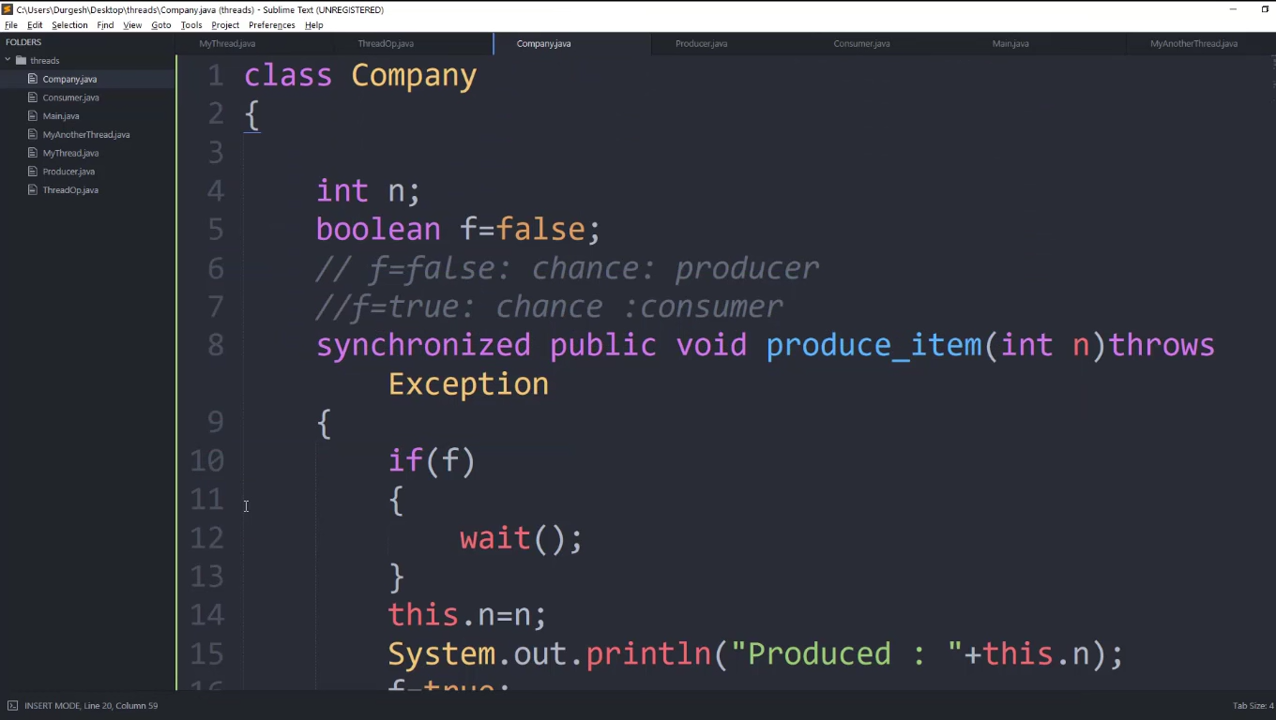 C:\Users\Durgesh\Desktop\threads\Company.java (threads) - Sublime Text (UNREGISTERED)
File Edit Selection Find View Goto Tools Project Preferences Help
FOLDERS
threads
Company.java
Consumer.java
Main.java
MyAnotherThread.java
MyThread.java
Producer.java
ThreadOp.java
MyThread.java ThreadOp.java Company.java Producer.java Consumer.java Main.java MyAnotherThread.java
1 class Company
2 {
3
4 int n;
5 boolean f=false;
6 // f=false: chance: producer
7 //f=true: chance :consumer
8 synchronized public void produce_item(int n)throws
Exception
9 {
10 if(f)
11 {
12 wait();
13 }
14 this.n=n;
15 System.out.println("Produced : "+this.n);
16 f=true;
INSERT MODE, Line 20, Column 59 Tab Size: 4